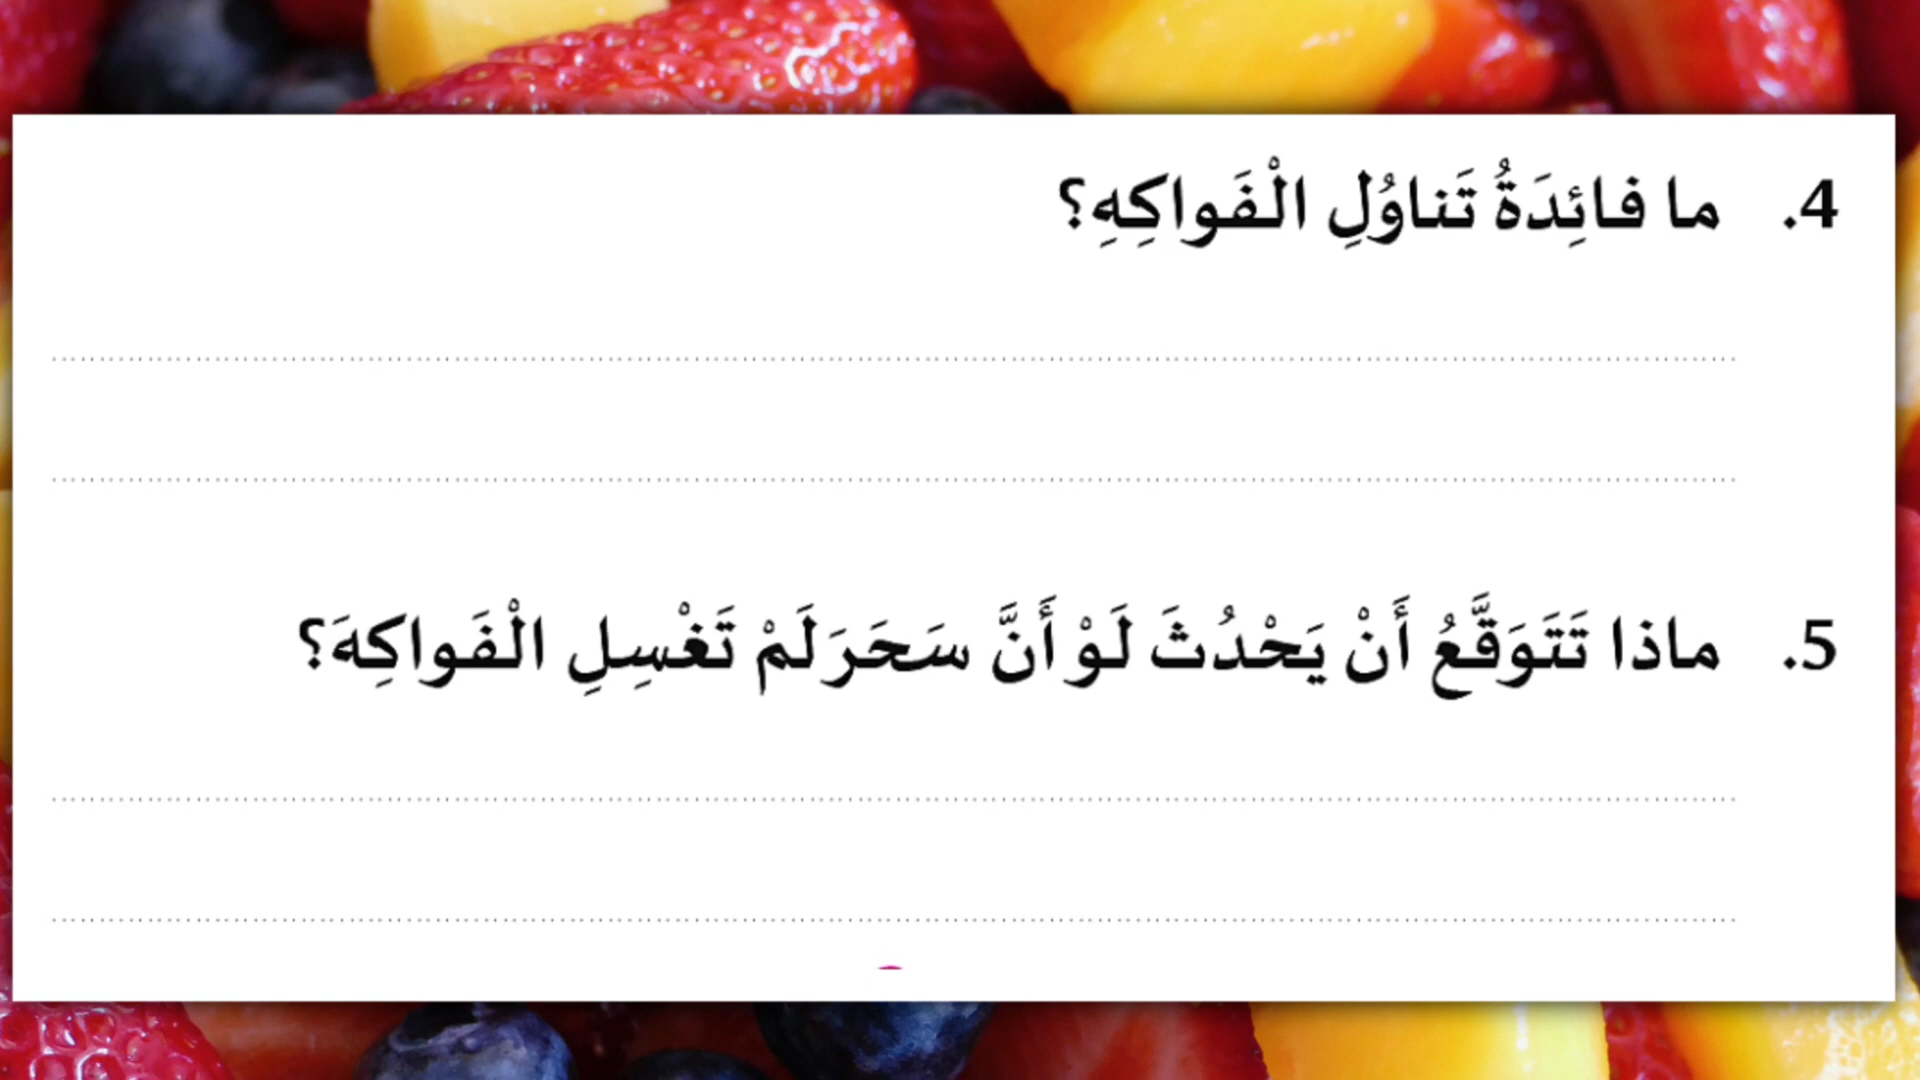 4. ما فائِدَةُ تَناوُلِ الْفَواكِهِ؟
5. ماذا تَتَوَقَّعُ أَنْ يَحْدُثَ لَوْ أَنَّ سَحَرَ لَمْ تَغْسِلِ الْفَواكِهَ؟